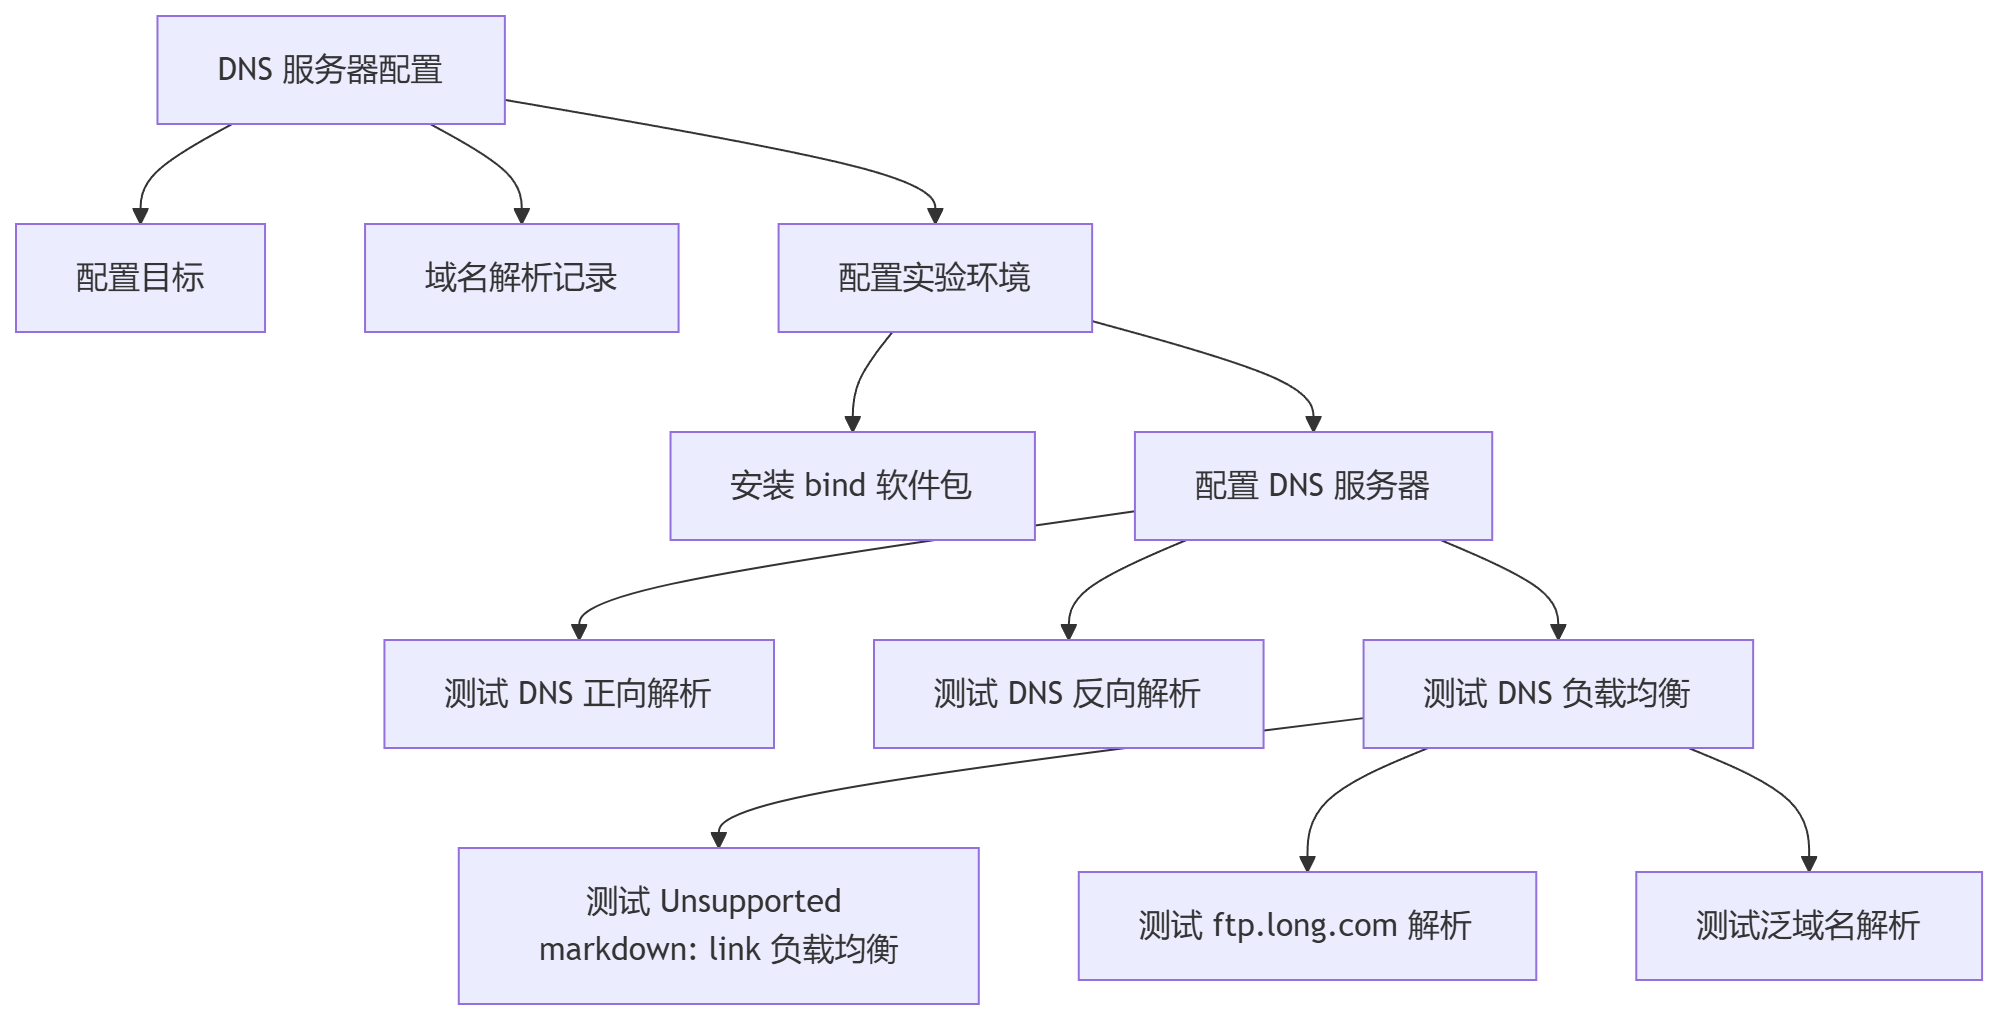 DNS 服务器配置
配置目标
域名解析记录
配置实验环境
安装 bind 软件包
配置 DNS 服务器
测试 DNS 正向解析
测试 DNS 反向解析
测试 DNS 负载均衡
测试 Unsupported
markdown: link 负载均衡
测试 ftp.long.com 解析
测试泛域名解析